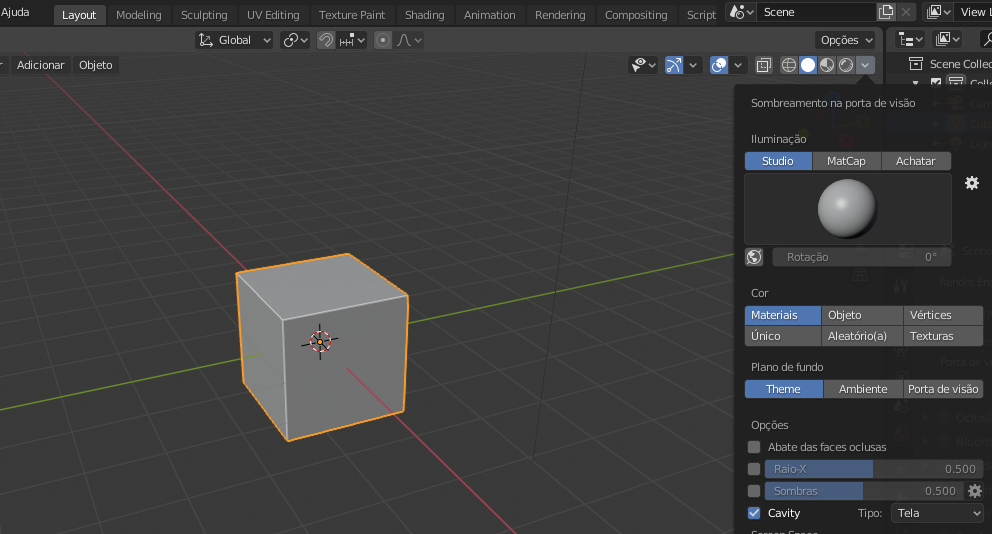 Ajuda Layout Modeling Sculpting UV Editing Texture Paint Shading Animation Rendering Compositing Script Scene View L
Global Opções
Adicionar Objeto Scene Collec
Colle
Sombreamento na porta de visão
Iluminação
Studio MatCap Achatar
Rotação 0°
Cor
Materiais Objeto Vértices
Único Aleatório(a) Texturas
Plano de fundo
Theme Ambiente Porta de visão
Opções
Abate das faces oclusas
Raio-X 0.500
Sombras 0.500
Cavity Tipo: Tela